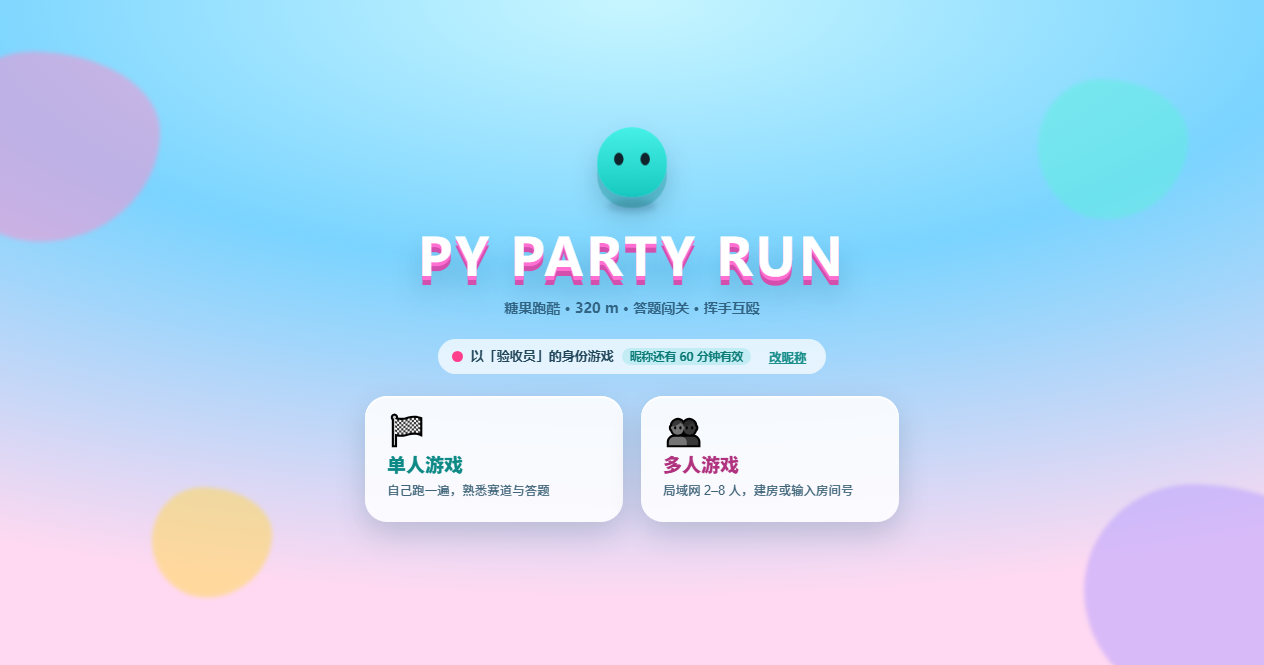 PY PARTY RUN
糖果跑酷 • 320 m • 答题闯关 • 挥手互殴
以「验收员」的身份游戏 昵称还有 60 分钟有效 改昵称
单人游戏
自己跑一遍，熟悉赛道与答题
多人游戏
局域网 2–8 人，建房或输入房间号